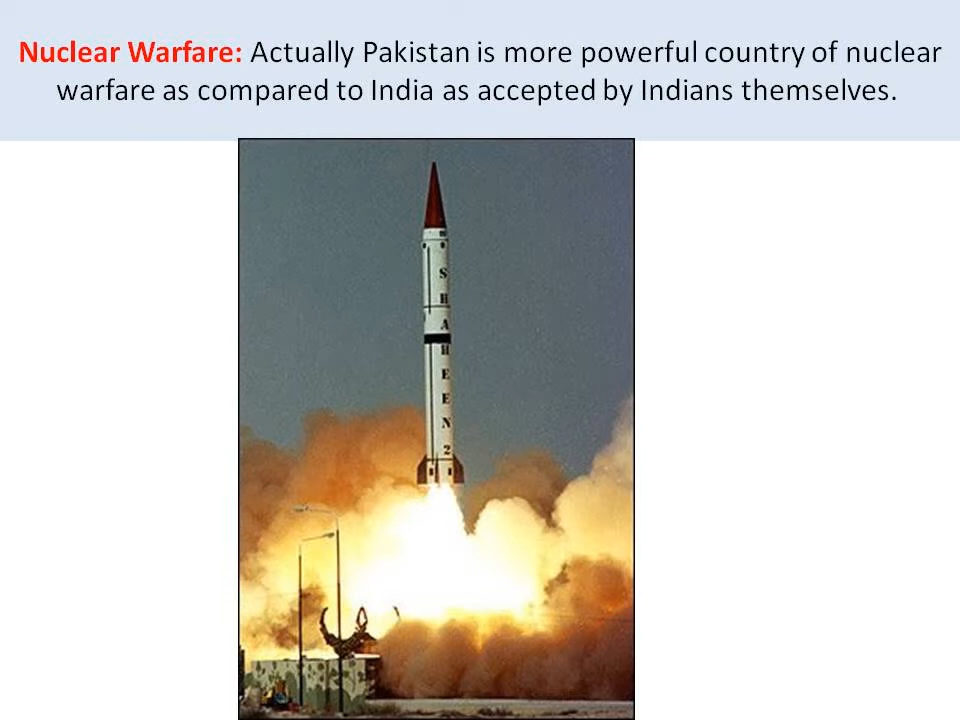 Nuclear Warfare: Actually Pakistan is more powerful country of nuclear
warfare as compared to India as accepted by Indians themselves.
SHAHEEN 2